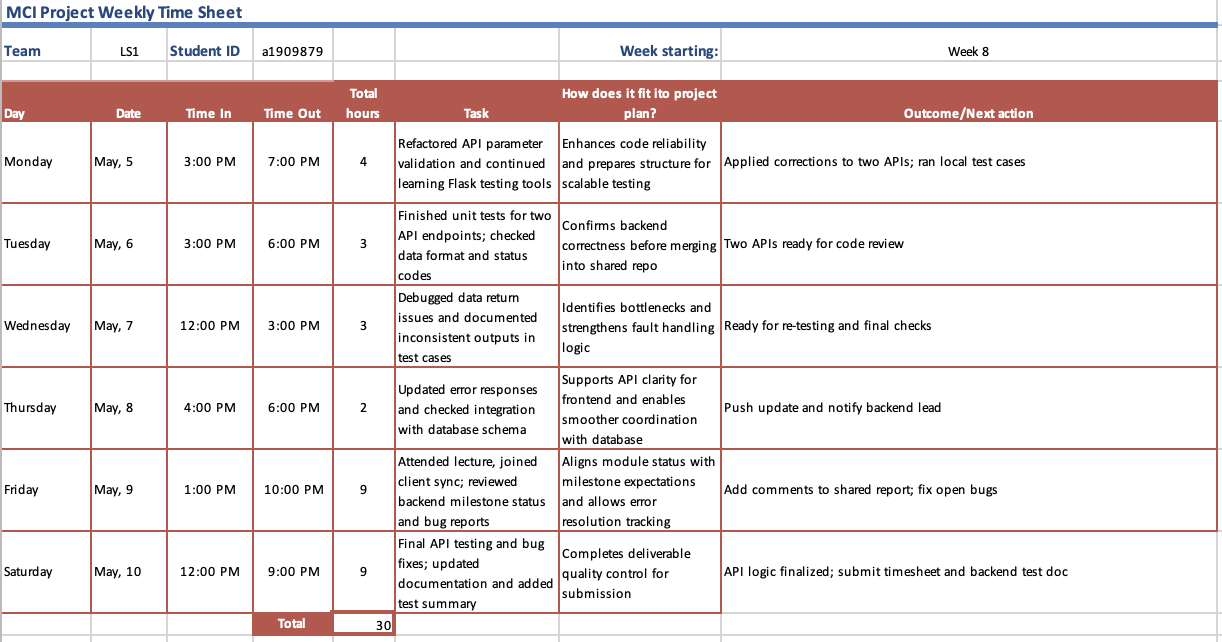 MCI Project Weekly Time Sheet
Team LS1 Student ID a1909879 Week starting: Week 8
Day Date Time In Time Out Total hours Task How does it fit ito project plan? Outcome/Next action
Monday May, 5 3:00 PM 7:00 PM 4 Refactored API parameter validation and continued learning Flask testing tools Enhances code reliability and prepares structure for scalable testing Applied corrections to two APIs; ran local test cases
Tuesday May, 6 3:00 PM 6:00 PM 3 Finished unit tests for two API endpoints; checked data format and status codes Confirms backend correctness before merging into shared repo Two APIs ready for code review
Wednesday May, 7 12:00 PM 3:00 PM 3 Debugged data return issues and documented inconsistent outputs in test cases Identifies bottlenecks and strengthens fault handling logic Ready for re-testing and final checks
Thursday May, 8 4:00 PM 6:00 PM 2 Updated error responses and checked integration with database schema Supports API clarity for frontend and enables smoother coordination with database Push update and notify backend lead
Friday May, 9 1:00 PM 10:00 PM 9 Attended lecture, joined client sync; reviewed backend milestone status and bug reports Aligns module status with milestone expectations and allows error resolution tracking Add comments to shared report; fix open bugs
Saturday May, 10 12:00 PM 9:00 PM 9 Final API testing and bug fixes; updated documentation and added test summary Completes deliverable quality control for submission API logic finalized; submit timesheet and backend test doc
Total 30